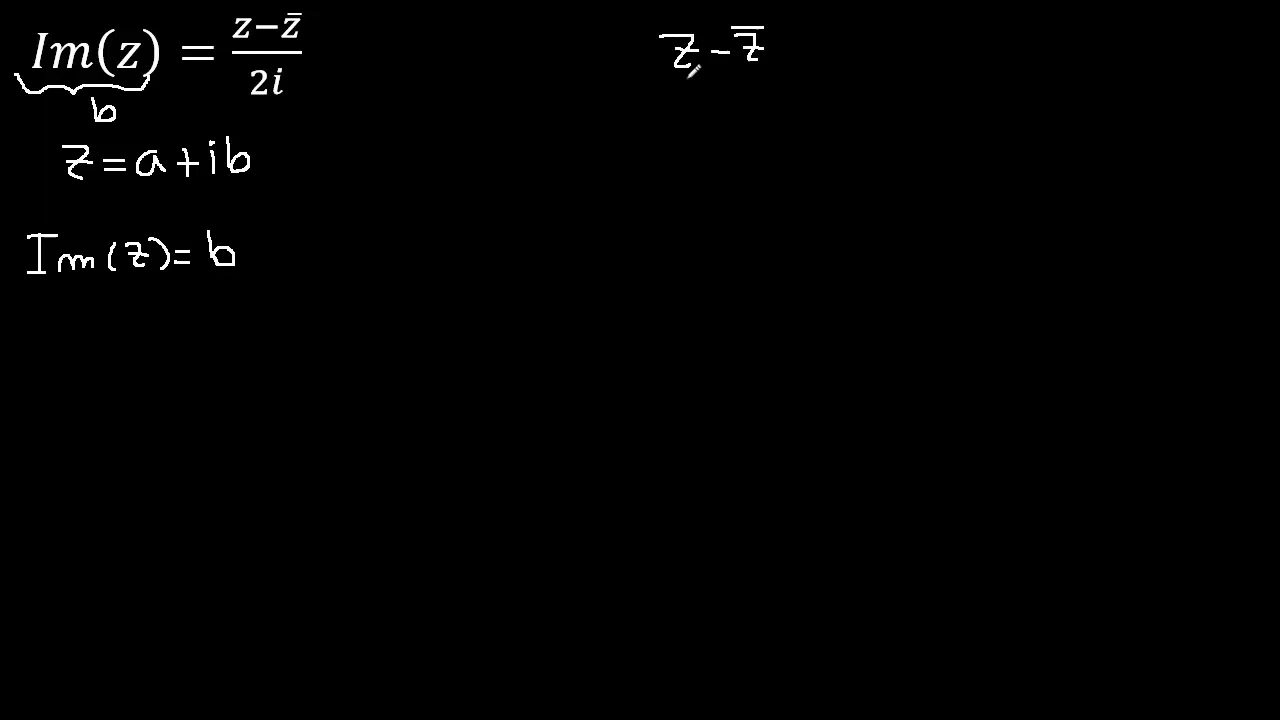 Im(z) = z−z̄ / 2i
b
z = a + ib
Im(z) = b
z − z̄